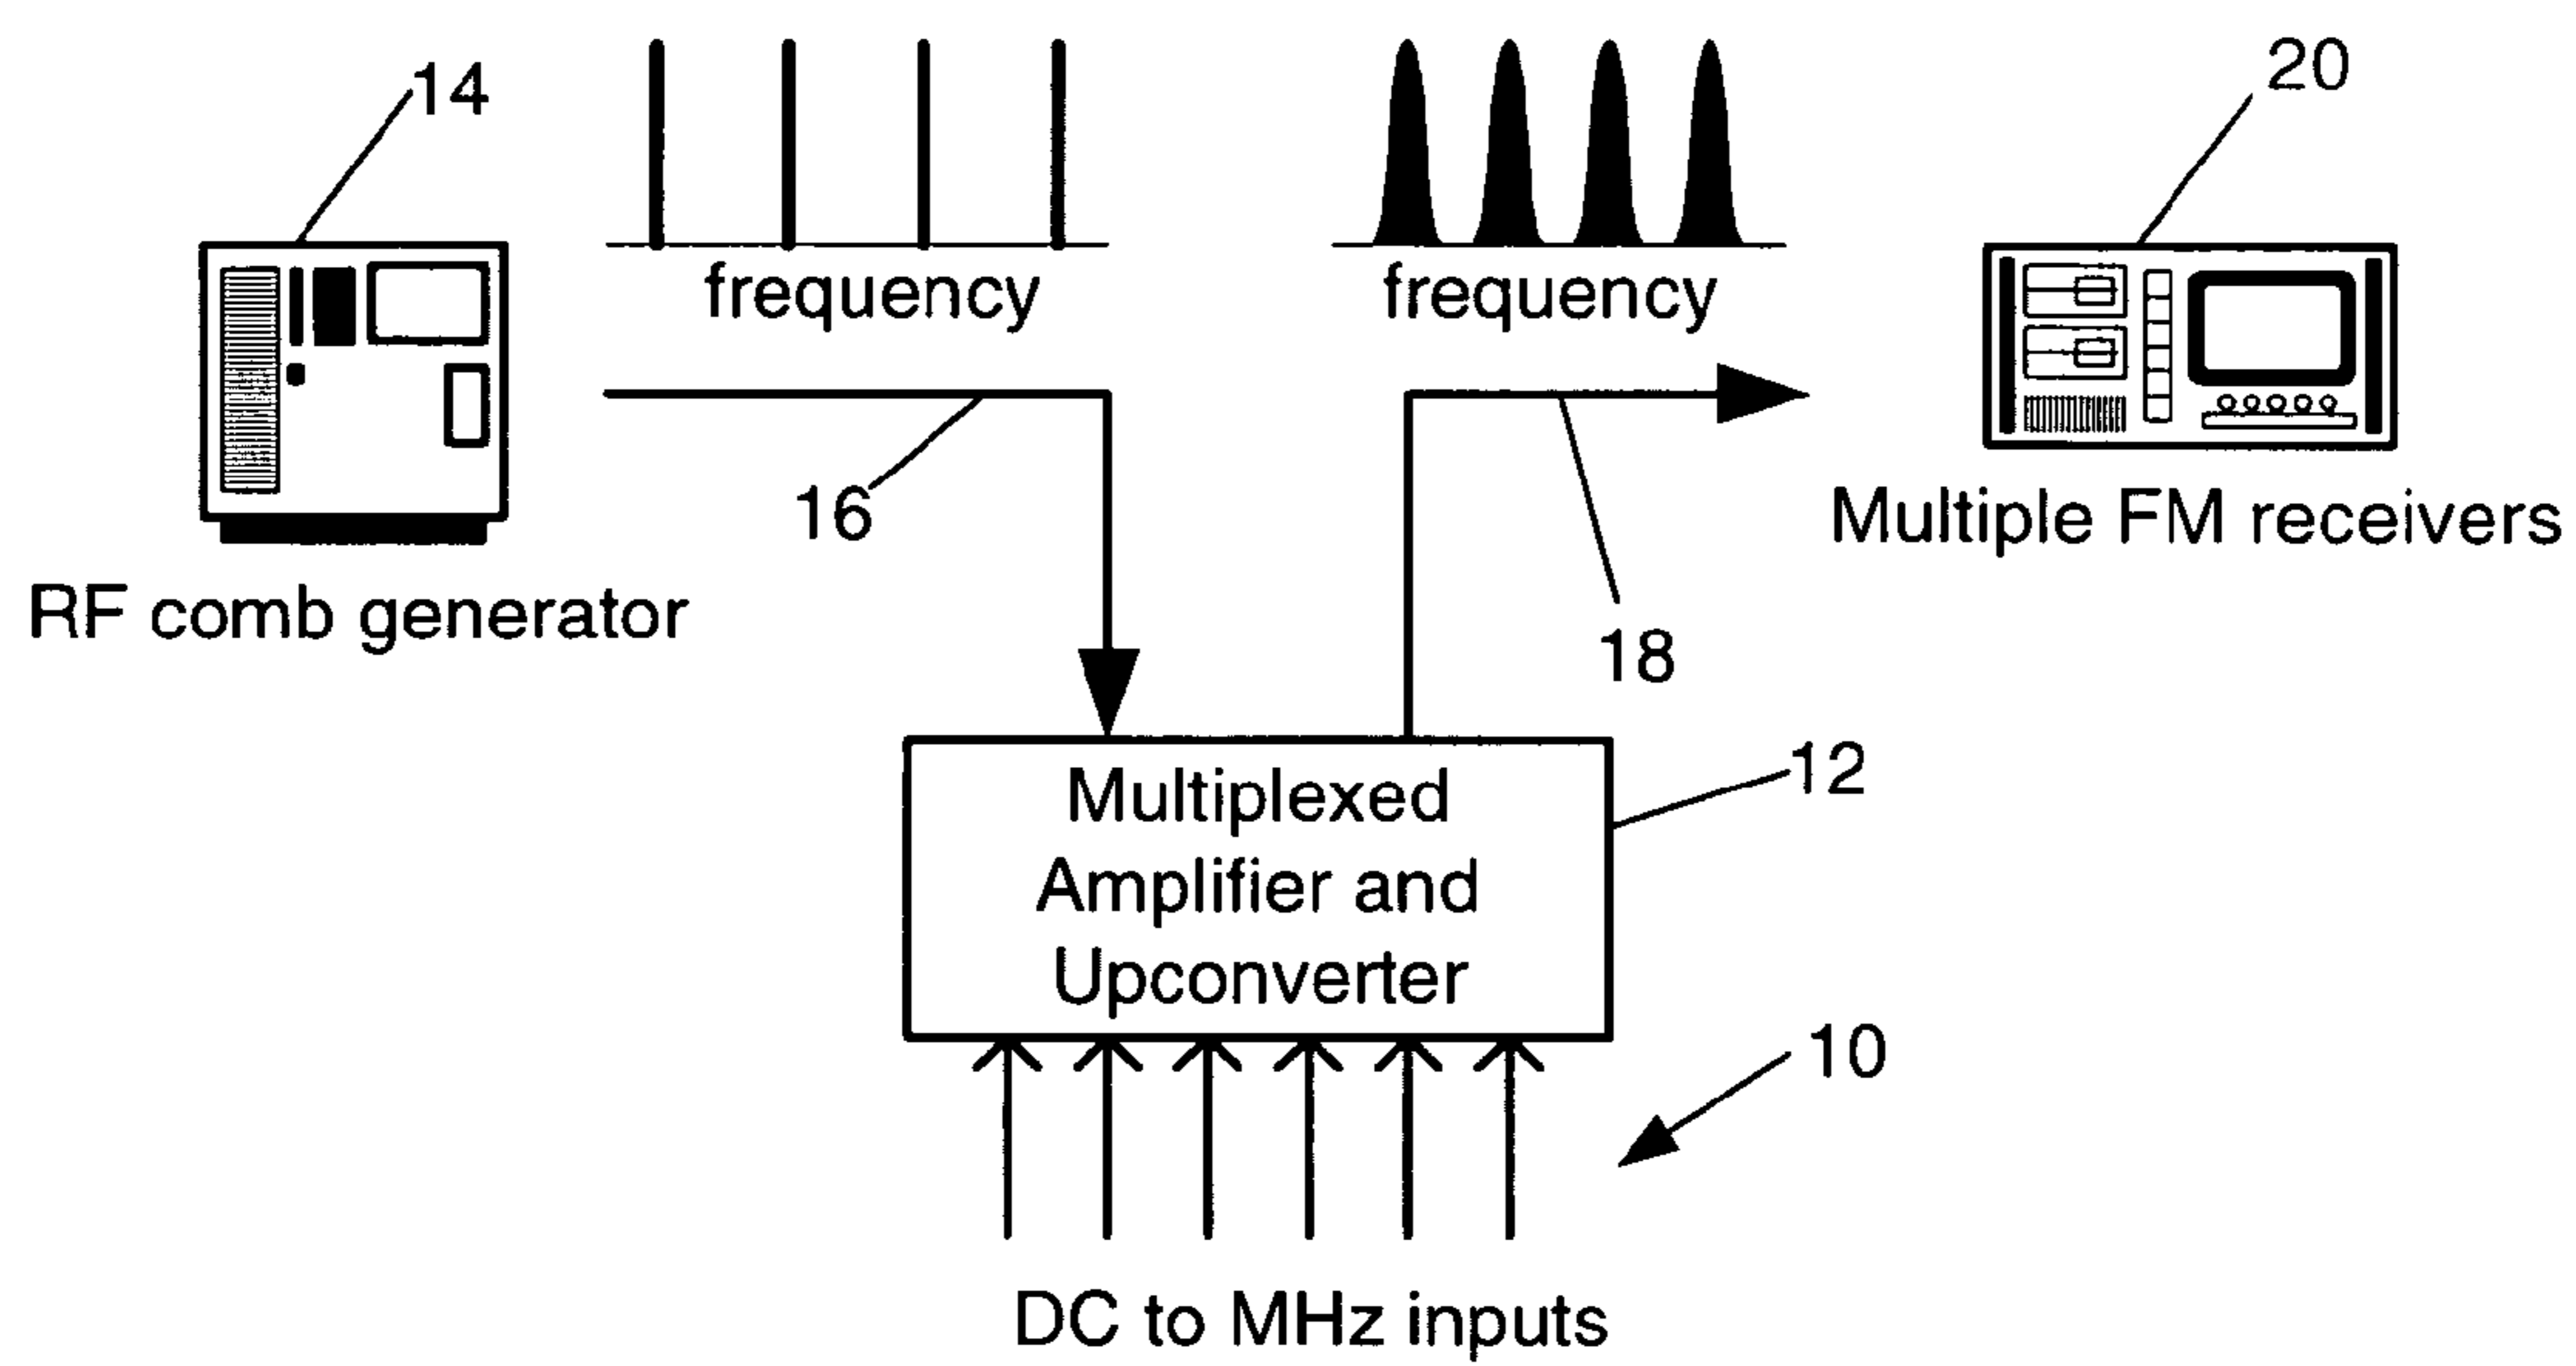 14
20
frequency
frequency
16
Multiple FM receivers
RF comb generator
18
Multiplexed
Amplifier and
Upconverter
12
10
DC to MHz inputs